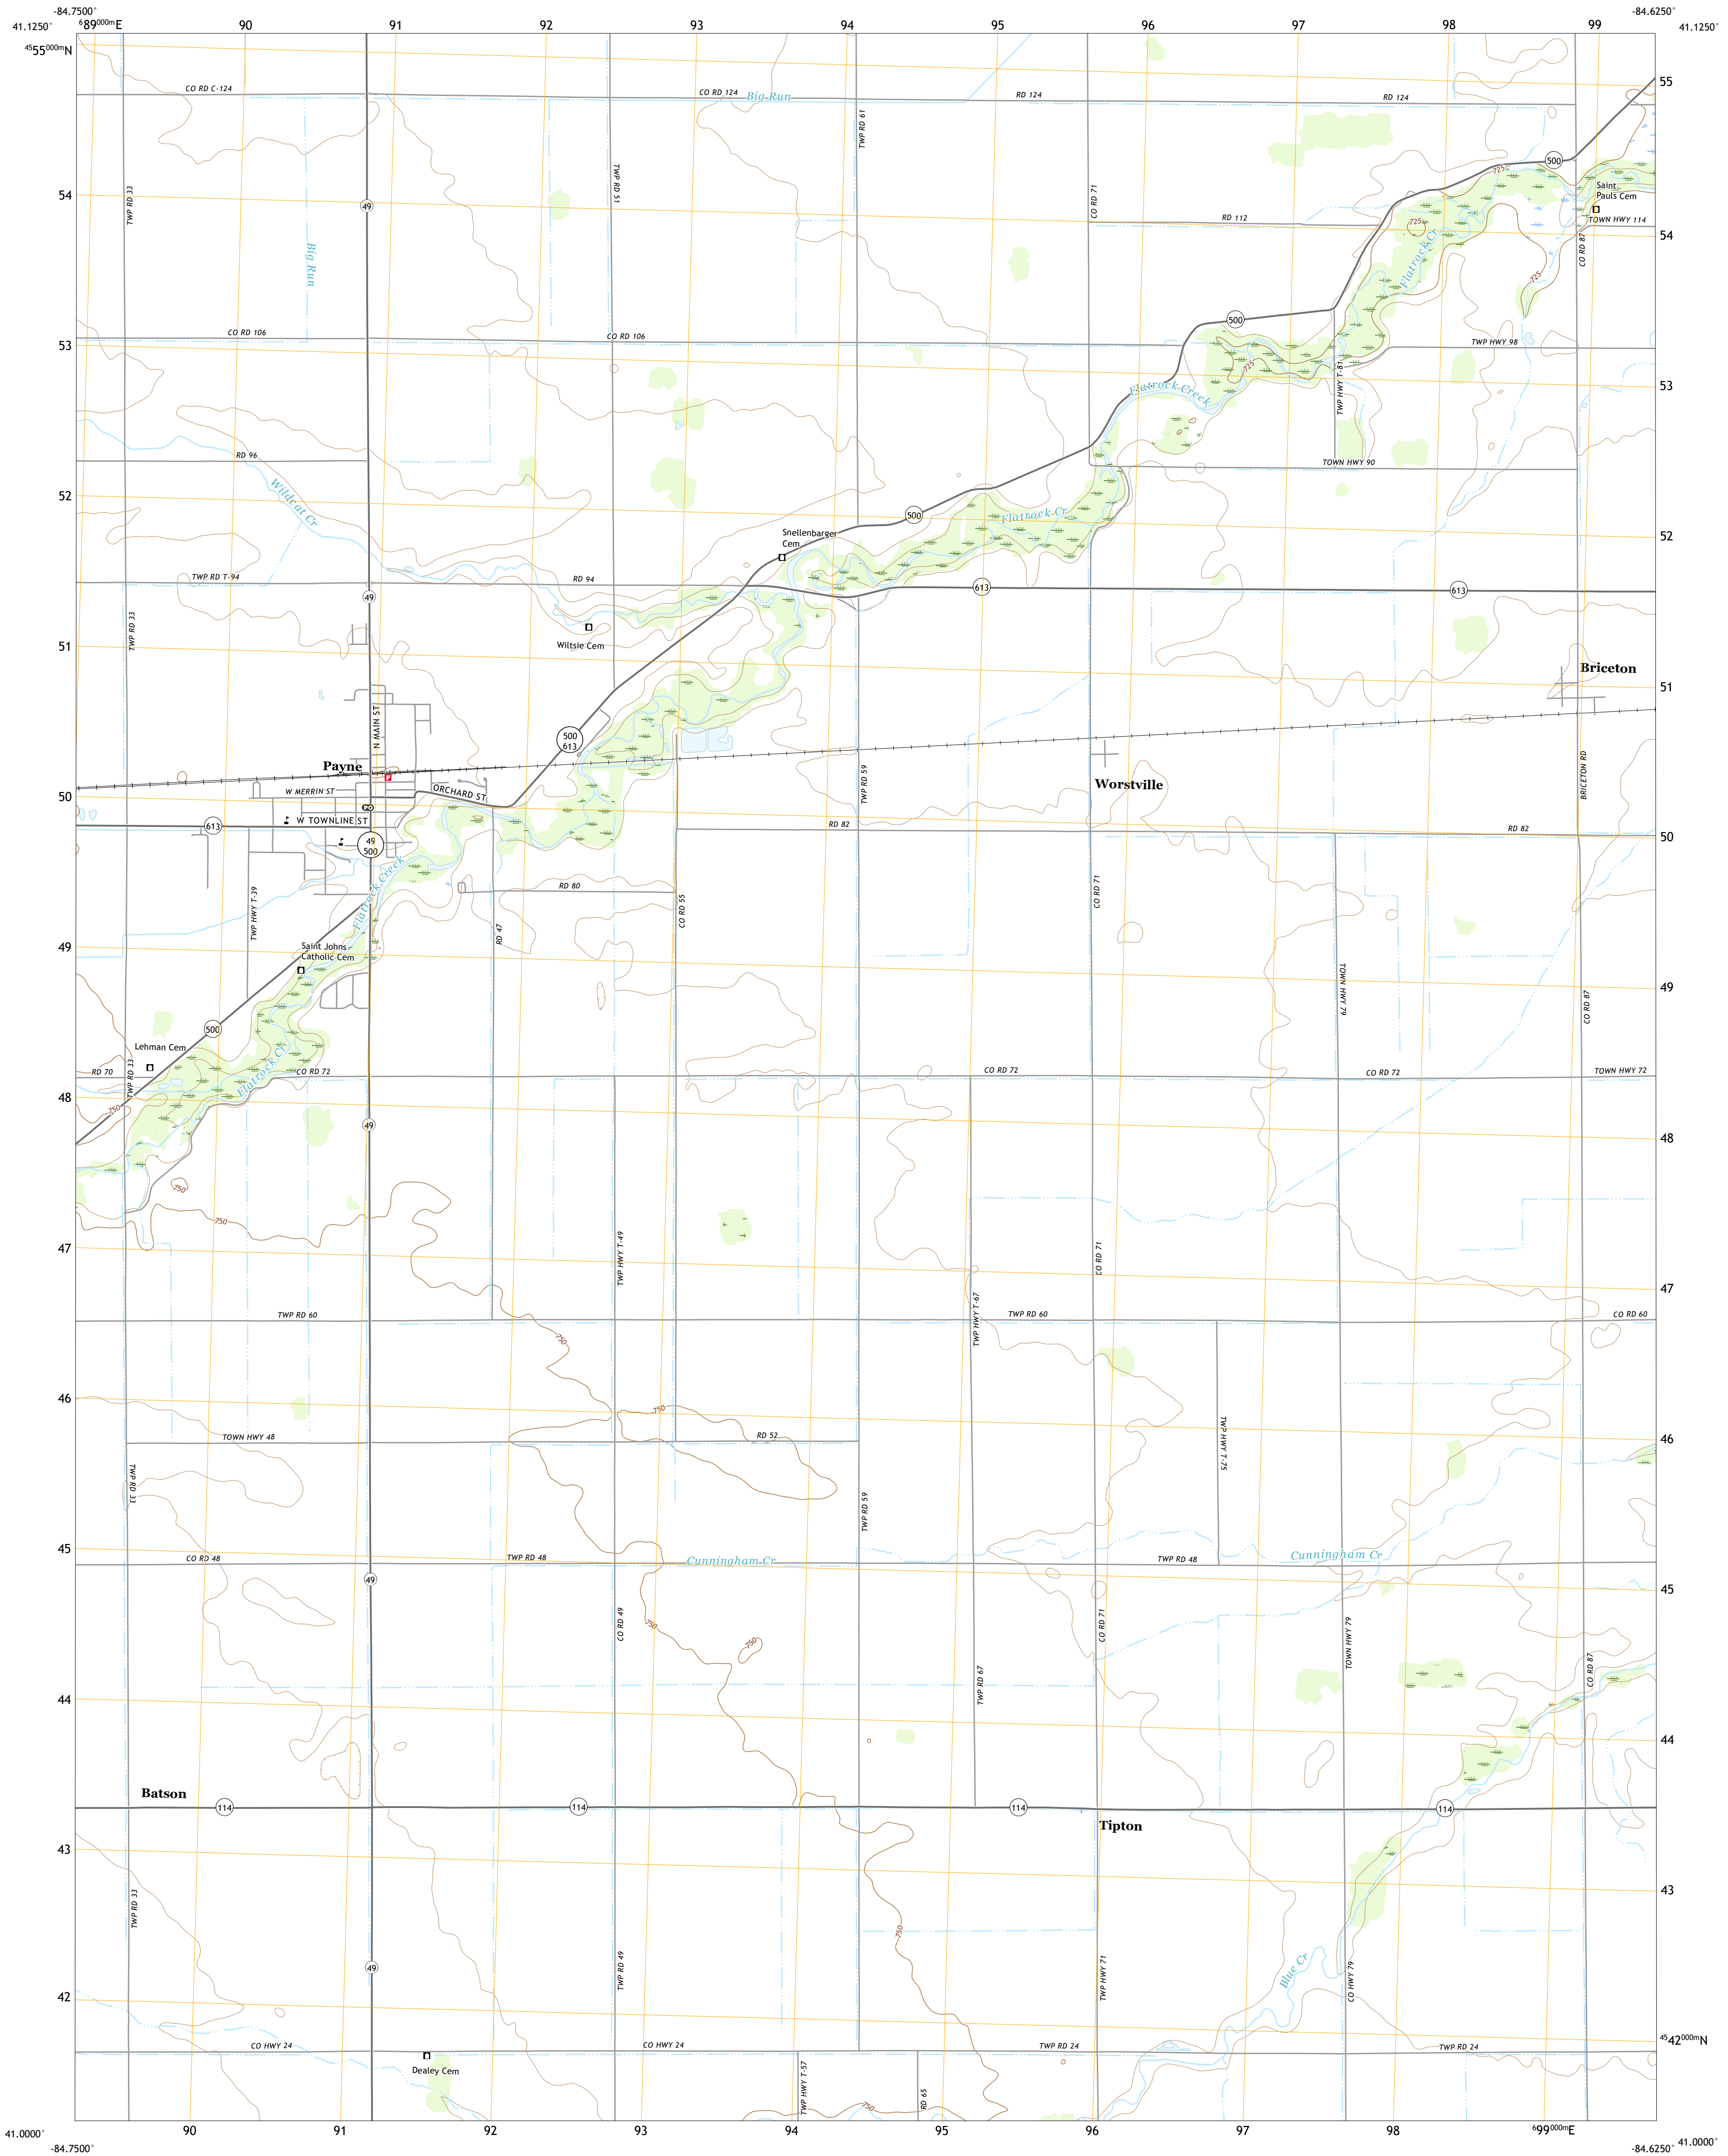 -84.7500°
-84.6250°
41.1250°
⁶89⁰⁰⁰ᵐE
90
91
92
93
94
95
96
97
98
99
41.1250°
⁴⁵55⁰⁰⁰ᵐN
55
CO RD C-124
CO RD 124
Big Run
RD 124
RD 124
TWP RD 61
500
725
54
TWP RD 33
TWP RD 51
CO RD 71
Saint
Pauls Cem
49
RD 112
725
TOWN HWY 114
54
Big Run
Flatrock Cr
CO RD 87
725
500
CO RD 106
CO RD 106
TWP HWY 98
53
725
53
Flatrock Creek
TWP HWY T-81
RD 96
TOWN HWY 90
52
Wildcat Cr
500
Flatrock Cr
Snellenbarger
Cem
52
TWP RD T-94
RD 94
613
613
49
TWP RD 33
Wiltsie Cem
51
Briceton
51
N MAIN ST
500
613
Payne
F
W MERRIN ST
ORCHARD ST
Worstville
TWP RD 59
BRICETON RD
50
PO
W TOWNLINE ST
613
RD 82
RD 82
50
49
500
Flatrock Creek
RD 80
TWP HWY T-39
CO RD 55
CO RD 71
RD 47
49
Saint Johns
Catholic Cem
TOWN HWY 79
49
CO RD 87
500
Lehman Cem
Flatrock Cr
RD 70
TWP RD 33
CO RD 72
CO RD 72
CO RD 72
TOWN HWY 72
48
750
49
48
750
750
47
TWP HWY T-49
CO RD 71
47
TWP RD 60
TWP HWY T-67
TWP RD 60
CO RD 60
750
46
750
TOWN HWY 48
RD 52
TWP HWY T-75
46
TWP RD 33
TWP RD 59
45
CO RD 48
TWP RD 48
Cunningham Cr
TWP RD 48
Cunningham Cr
49
45
CO RD 49
750
750
CO RD 71
TOWN HWY 79
TWP RD 67
CO RD 87
44
44
Batson
114
114
114
114
Tipton
43
43
TWP RD 33
750
49
TWP RD 49
TWP HWY 71
Blue Cr
CO HWY 79
42
CO HWY 24
CO HWY 24
TWP RD 24
TWP RD 24
⁴⁵42⁰⁰⁰ᵐN
Dealey Cem
TWP HWY T-57
RD 65
750
41.0000°
90
91
92
93
94
95
96
97
98
⁶99⁰⁰⁰ᵐE
41.0000°
-84.7500°
-84.6250°